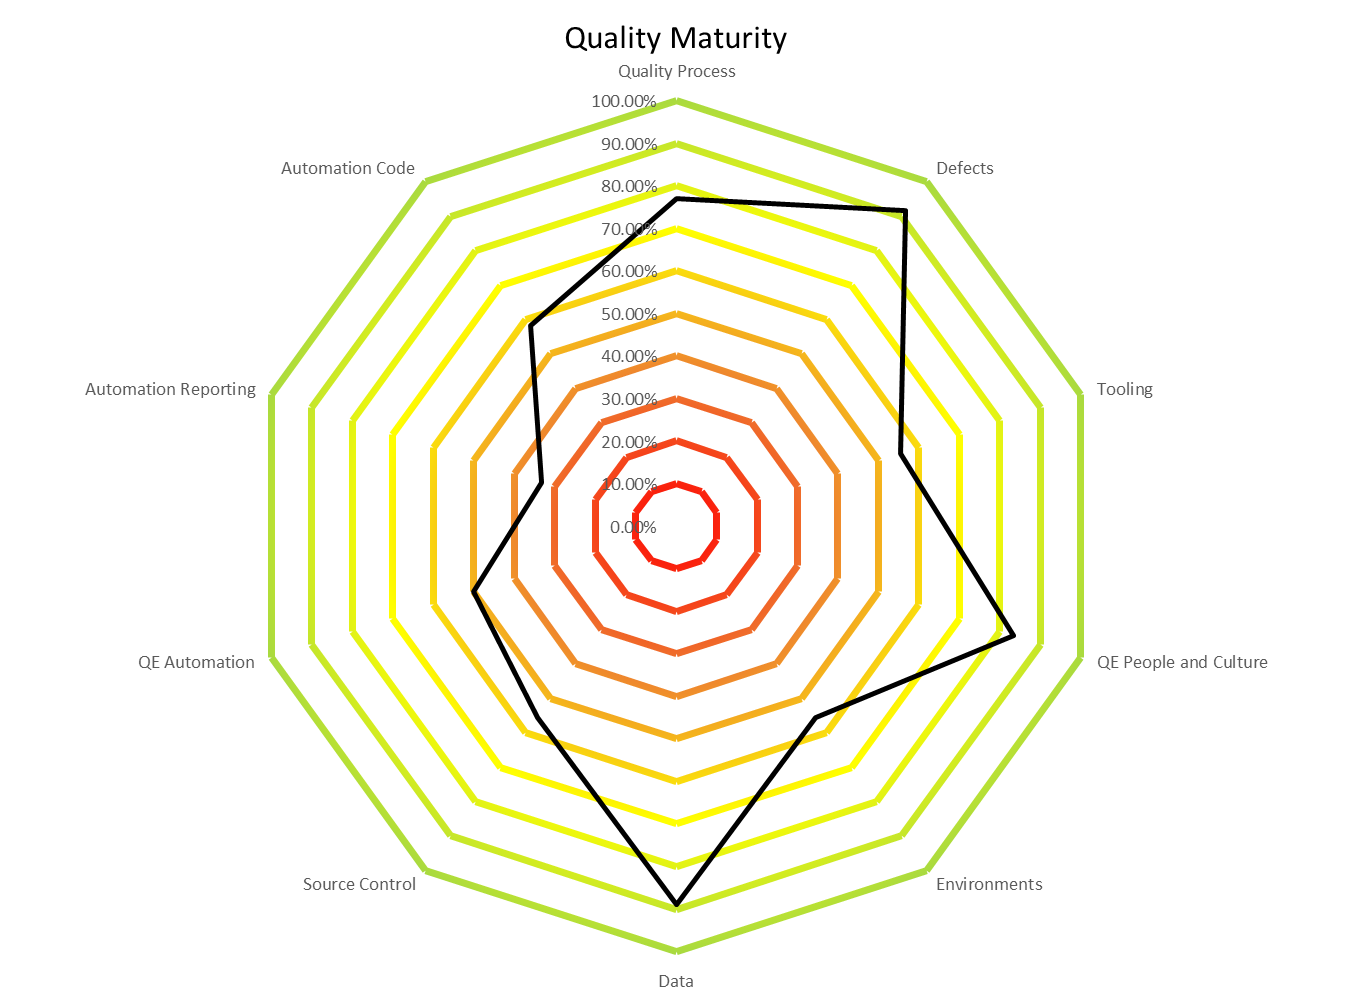 Quality Maturity
Quality Process
100.00%
90.00%
Automation Code
Defects
80.00%
70.00%
60.00%
50.00%
40.00%
Automation Reporting
Tooling
30.00%
20.00%
10.00%
0.00%
QE Automation
QE People and Culture
Source Control
Environments
Data